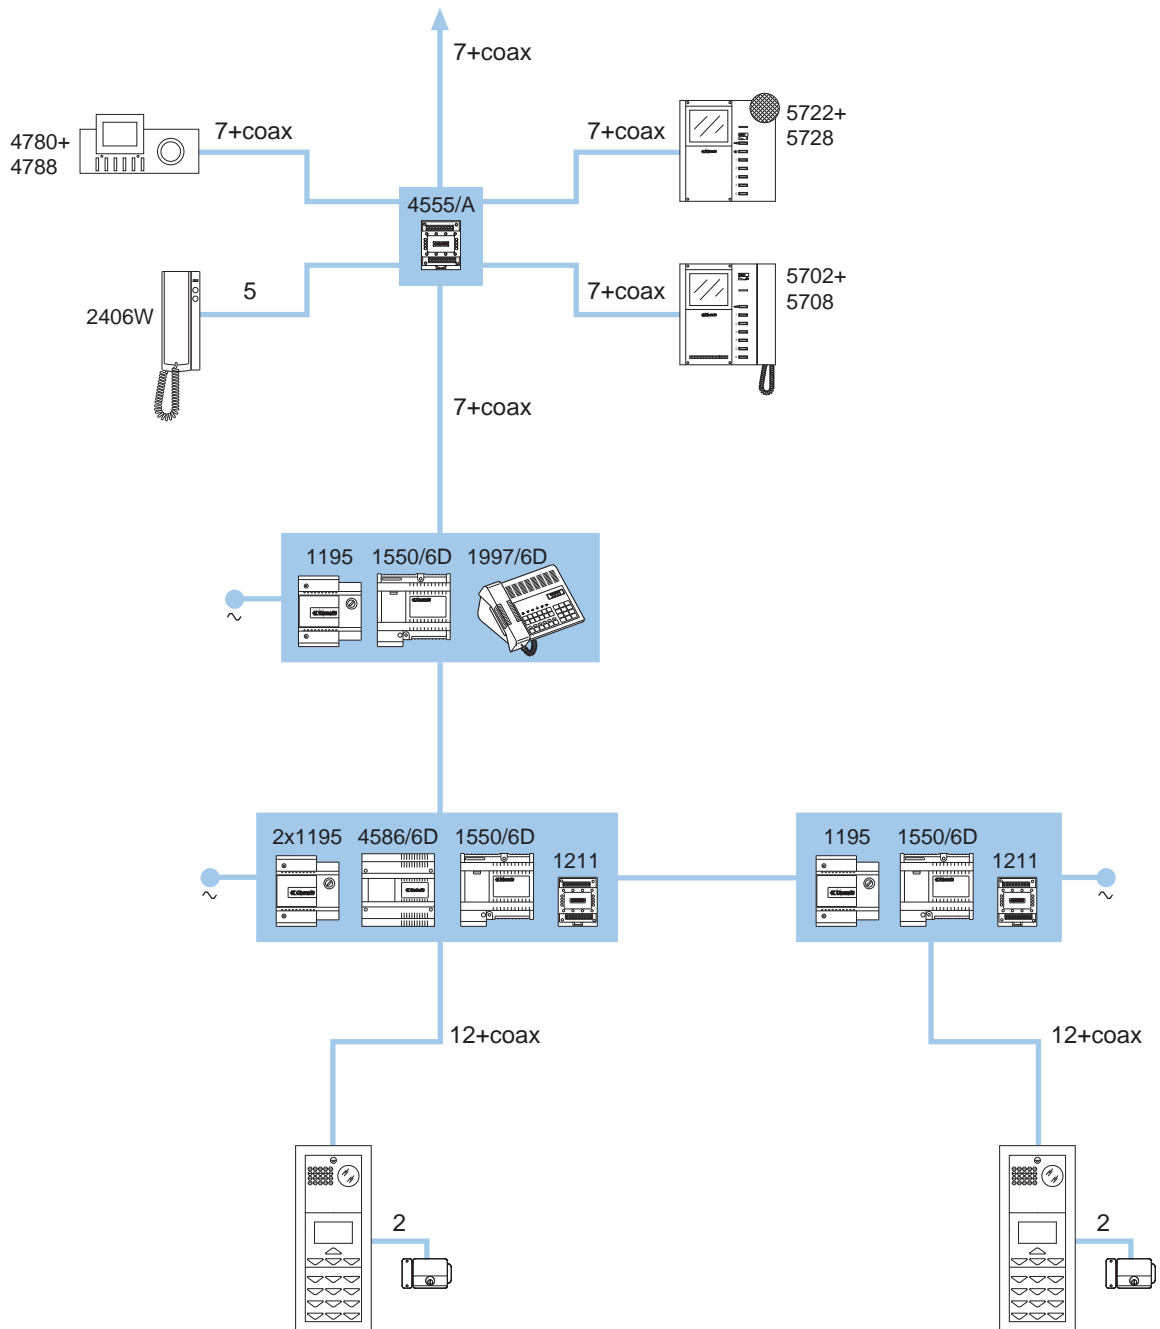 7+coax
4780+
4788
7+coax
7+coax
5722+
5728
4555/A
2406W
5
7+coax
5702+
5708
7+coax
1195
1550/6D
1997/6D
~
2x1195
4586/6D
1550/6D
1211
~
1195
1550/6D
1211
~
12+coax
12+coax
2
2